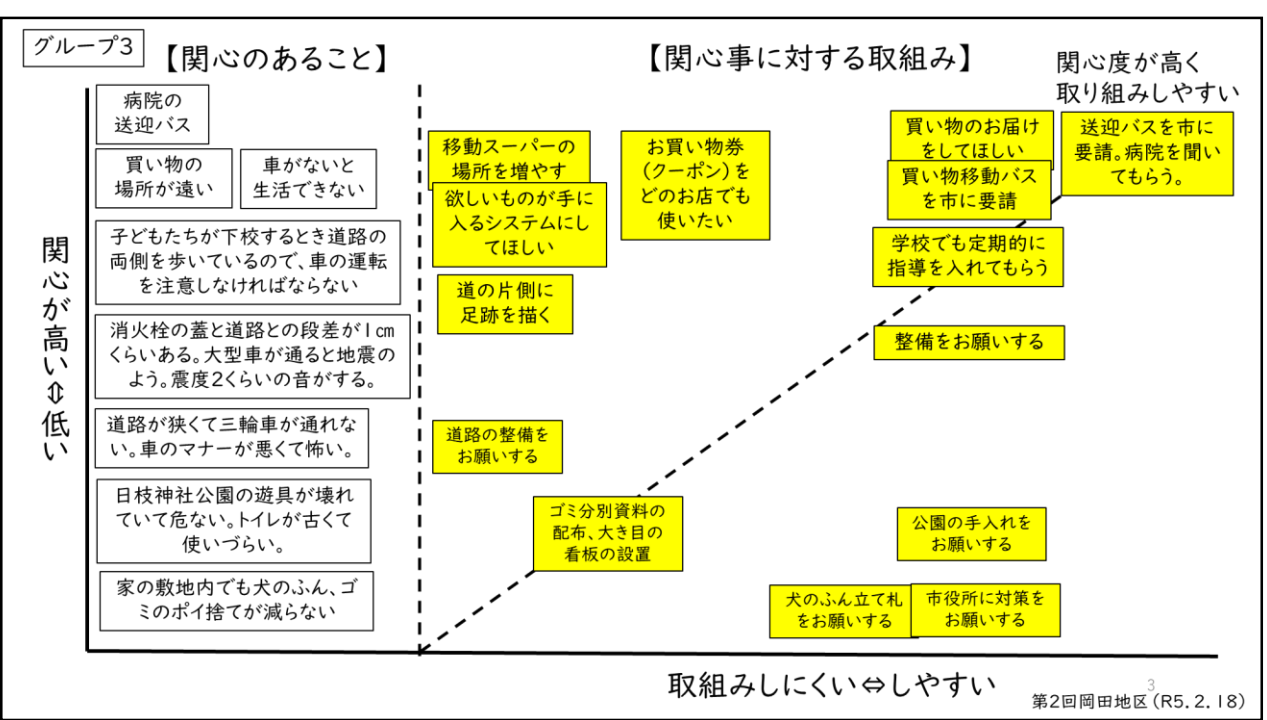 グループ3
【関心のあること】
【関心事に対する取組み】
関心度が高く
取り組みしやすい
病院の
送迎バス
買い物の
場所が遠い
車がないと
生活できない
移動スーパーの
場所を増やす
欲しいものが手に
入るシステムにし
てほしい
お買い物券
(クーポン)を
どのお店でも
使いたい
買い物のお届け
をしてほしい
買い物移動バス
を市に要請
送迎バスを市に
要請。病院を聞い
てもらう。
子どもたちが下校するとき道路の
両側を歩いているので、車の運転
を注意しなければならない
道の片側に
足跡を描く
学校でも定期的に
指導を入れてもらう
消火栓の蓋と道路との段差が1cm
くらいある。大型車が通ると地震の
よう。震度2くらいの音がする。
整備をお願いする
道路が狭くて三輪車が通れな
い。車のマナーが悪くて怖い。
道路の整備を
お願いする
日枝神社公園の遊具が壊れ
ていて危ない。トイレが古くて
使いづらい。
ゴミ分別資料の
配布、大き目の
看板の設置
公園の手入れを
お願いする
家の敷地内でも犬のふん、ゴ
ミのポイ捨てが減らない
犬のふん立て札
をお願いする
市役所に対策を
お願いする
関心が高い⇔低い
取組みしにくい⇔しやすい
3
第2回岡田地区(R5.2.18)